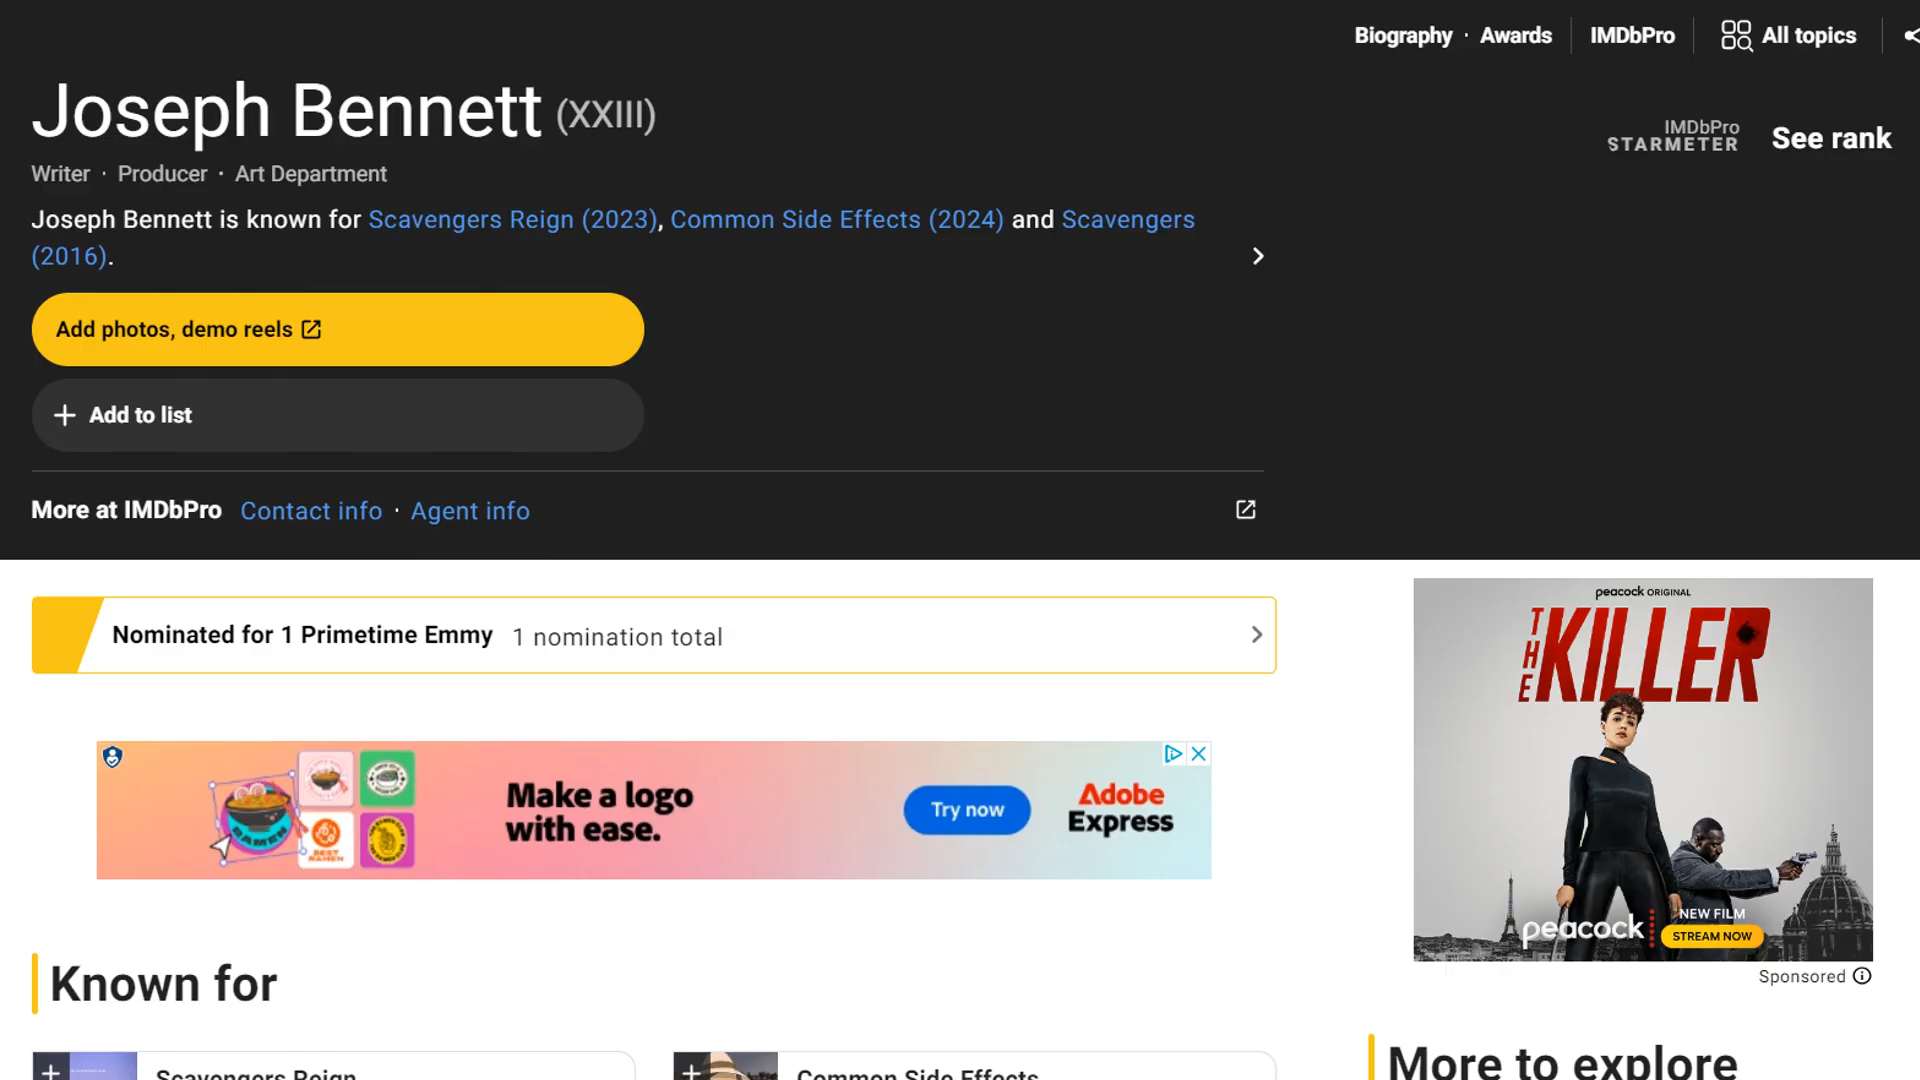 Biography · Awards
IMDbPro
All topics
Joseph Bennett (XXIII)
IMDbPro
STARMETER
See rank
Writer · Producer · Art Department
Joseph Bennett is known for Scavengers Reign (2023), Common Side Effects (2024) and Scavengers
(2016).
Add photos, demo reels
Add to list
More at IMDbPro Contact info · Agent info
Nominated for 1 Primetime Emmy 1 nomination total
peacock ORIGINAL
THE KILLER
RAMEN
BEST
RAMEN
Make a logo
with ease.
Try now
Adobe
Express
peacock
NEW FILM
STREAM NOW
Sponsored
Known for
Scavengers Reign
Common Side Effects
More to explore